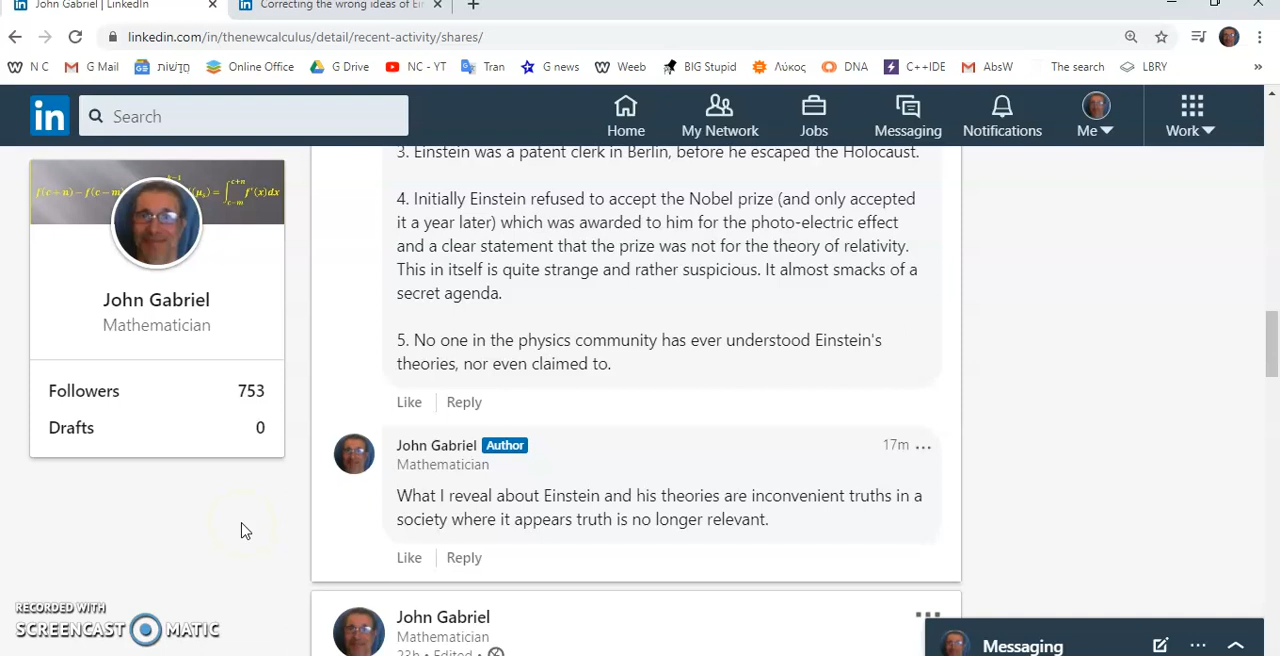 John Gabriel | LinkedIn
Correcting the wrong ideas of Ein
linkedin.com/in/thenewcalculus/detail/recent-activity/shares/
N C G Mail חֲדָשׁוֹת Online Office G Drive NC - YT Tran G news Weeb BIG Stupid Λύκος DNA C++IDE AbsW The search LBRY »
in Search Home My Network Jobs Messaging Notifications Me Work
3. Einstein was a patent clerk in Berlin, before he escaped the Holocaust.
4. Initially Einstein refused to accept the Nobel prize (and only accepted
it a year later) which was awarded to him for the photo-electric effect
and a clear statement that the prize was not for the theory of relativity.
This in itself is quite strange and rather suspicious. It almost smacks of a
secret agenda.
5. No one in the physics community has ever understood Einstein's
theories, nor even claimed to.
Like Reply
John Gabriel
Mathematician
Followers 753
Drafts 0
John Gabriel Author 17m
Mathematician
What I reveal about Einstein and his theories are inconvenient truths in a
society where it appears truth is no longer relevant.
Like Reply
John Gabriel
Mathematician
23h • Edited •
Messaging
RECORDED WITH
SCREENCAST MATIC